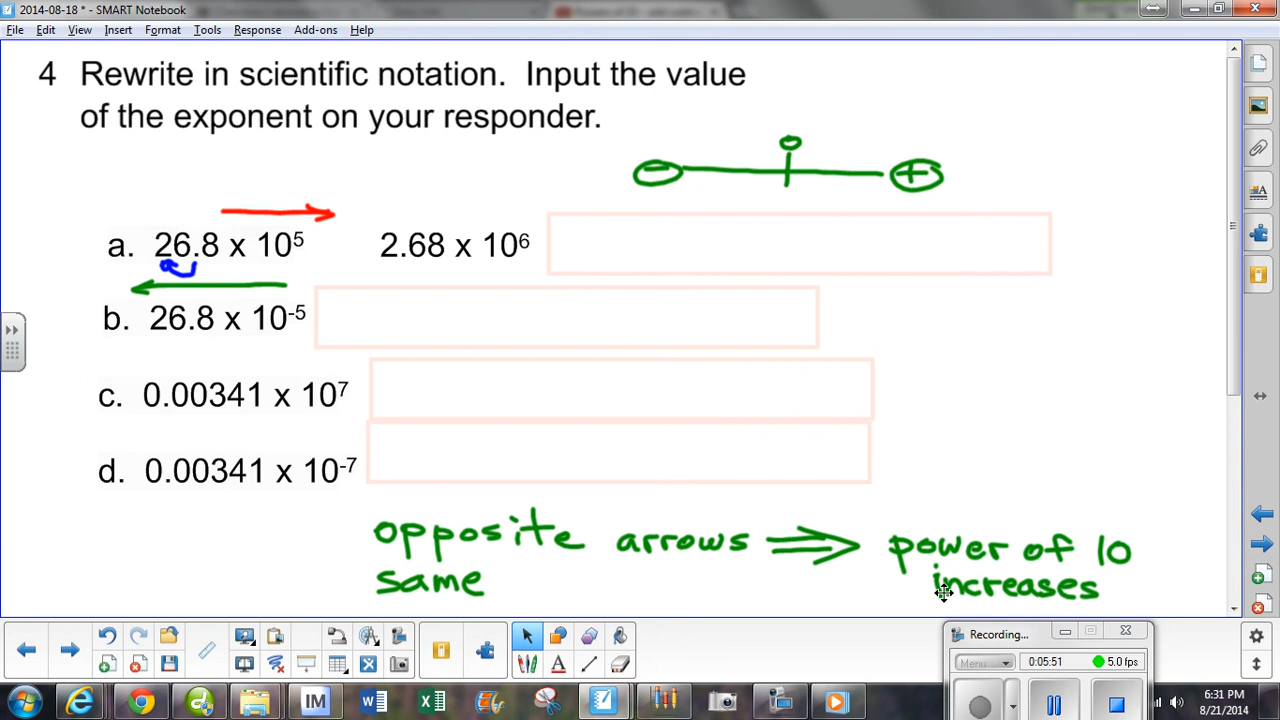 2014-08-18 * - SMART Notebook
File Edit View Insert Format Tools Response Add-ons Help
4 Rewrite in scientific notation. Input the value
of the exponent on your responder.
o
− +
a. 26.8 x 10⁵ 2.68 x 10⁶
b. 26.8 x 10⁻⁵
c. 0.00341 x 10⁷
d. 0.00341 x 10⁻⁷
opposite arrows ⇒ power of 10
same increases
Recording...
Menu 0:05:51 5.0 fps
IM
6:31 PM
8/21/2014